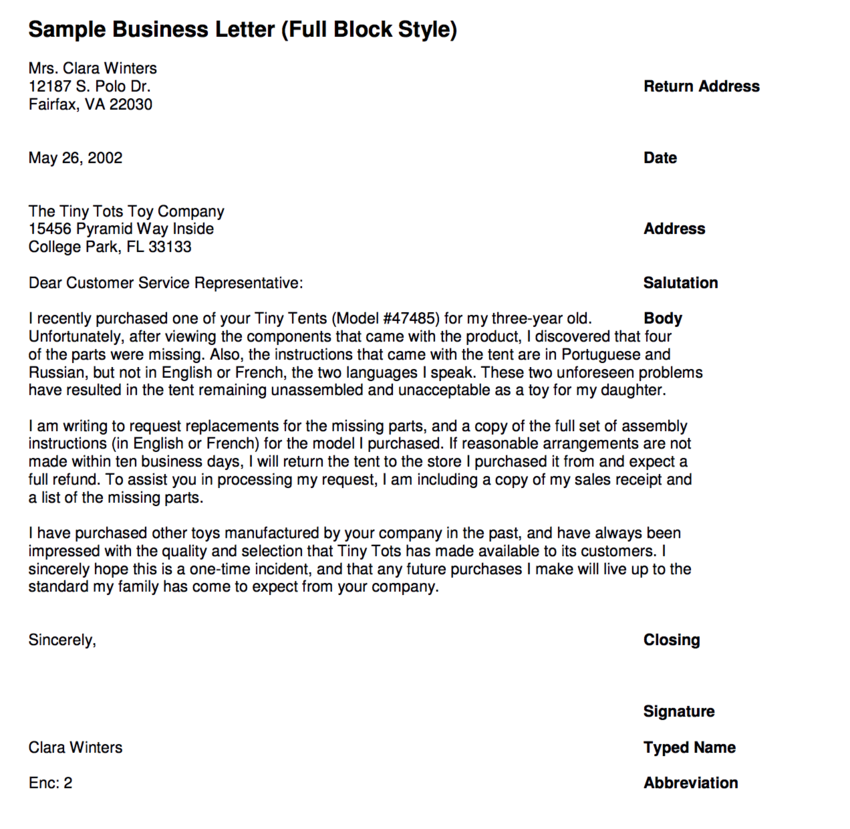 Sample Business Letter (Full Block Style)
Mrs. Clara Winters
12187 S. Polo Dr. Return Address
Fairfax, VA 22030
May 26, 2002 Date
The Tiny Tots Toy Company
15456 Pyramid Way Inside Address
College Park, FL 33133
Dear Customer Service Representative: Salutation
I recently purchased one of your Tiny Tents (Model #47485) for my three-year old. Body
Unfortunately, after viewing the components that came with the product, I discovered that four
of the parts were missing. Also, the instructions that came with the tent are in Portuguese and
Russian, but not in English or French, the two languages I speak. These two unforeseen problems
have resulted in the tent remaining unassembled and unacceptable as a toy for my daughter.
I am writing to request replacements for the missing parts, and a copy of the full set of assembly
instructions (in English or French) for the model I purchased. If reasonable arrangements are not
made within ten business days, I will return the tent to the store I purchased it from and expect a
full refund. To assist you in processing my request, I am including a copy of my sales receipt and
a list of the missing parts.
I have purchased other toys manufactured by your company in the past, and have always been
impressed with the quality and selection that Tiny Tots has made available to its customers. I
sincerely hope this is a one-time incident, and that any future purchases I make will live up to the
standard my family has come to expect from your company.
Sincerely, Closing
Signature
Clara Winters Typed Name
Enc: 2 Abbreviation